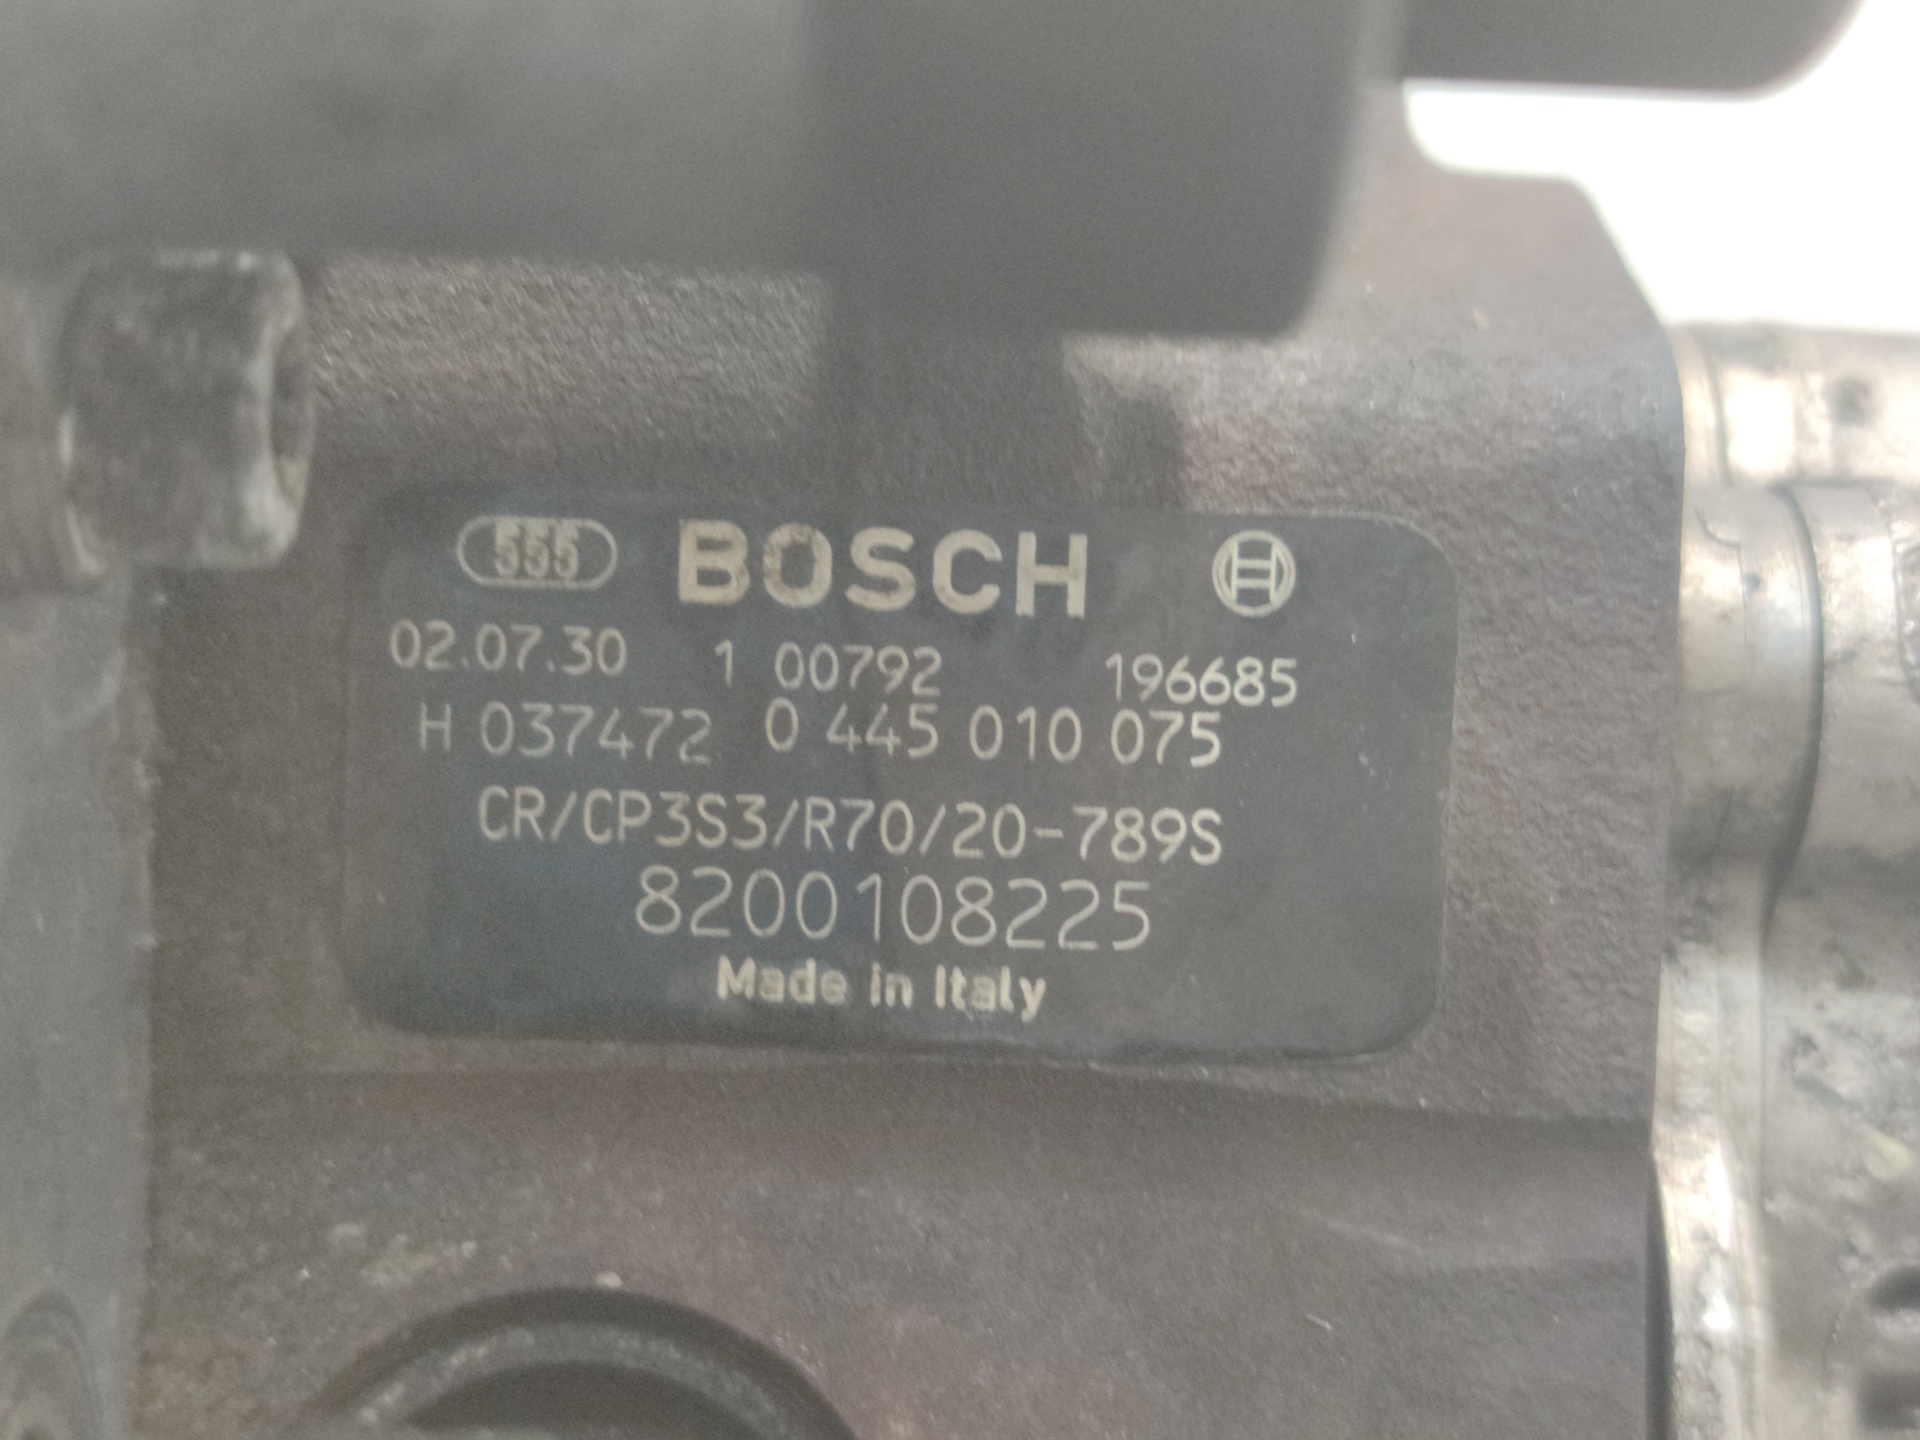 555 BOSCH
02.07.30 1 00792 196685
H 037472 0 445 010 075
CR/CP3S3/R70/20-789S
8200108225
Made in Italy